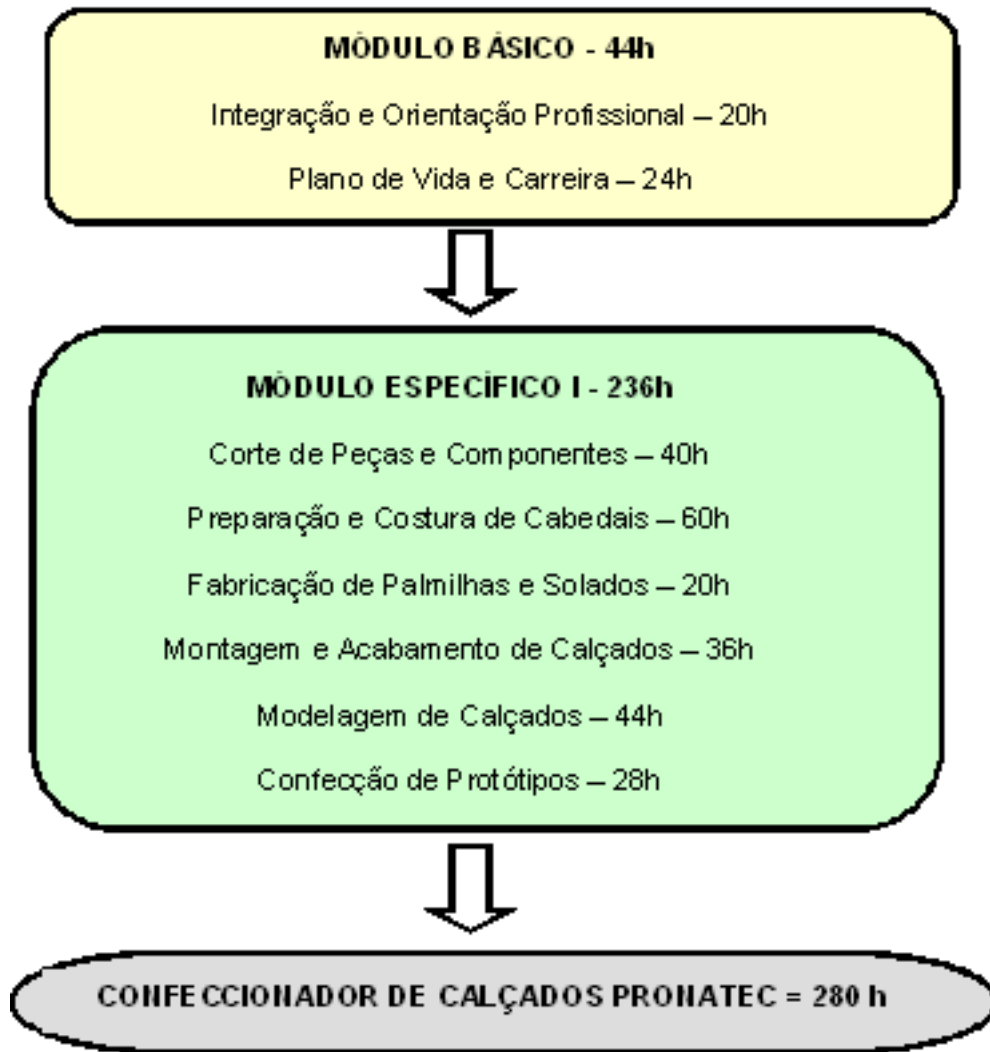 MÓDULO BÁSICO - 44h
Integração e Orientação Profissional – 20h
Plano de Vida e Carreira – 24h
MÓDULO ESPECÍFICO I - 236h
Corte de Peças e Componentes – 40h
Preparação e Costura de Cabedais – 60h
Fabricação de Palmilhas e Solados – 20h
Montagem e Acabamento de Calçados – 36h
Modelagem de Calçados – 44h
Confecção de Protótipos – 28h
CONFECCIONADOR DE CALÇADOS PRONATEC = 280 h